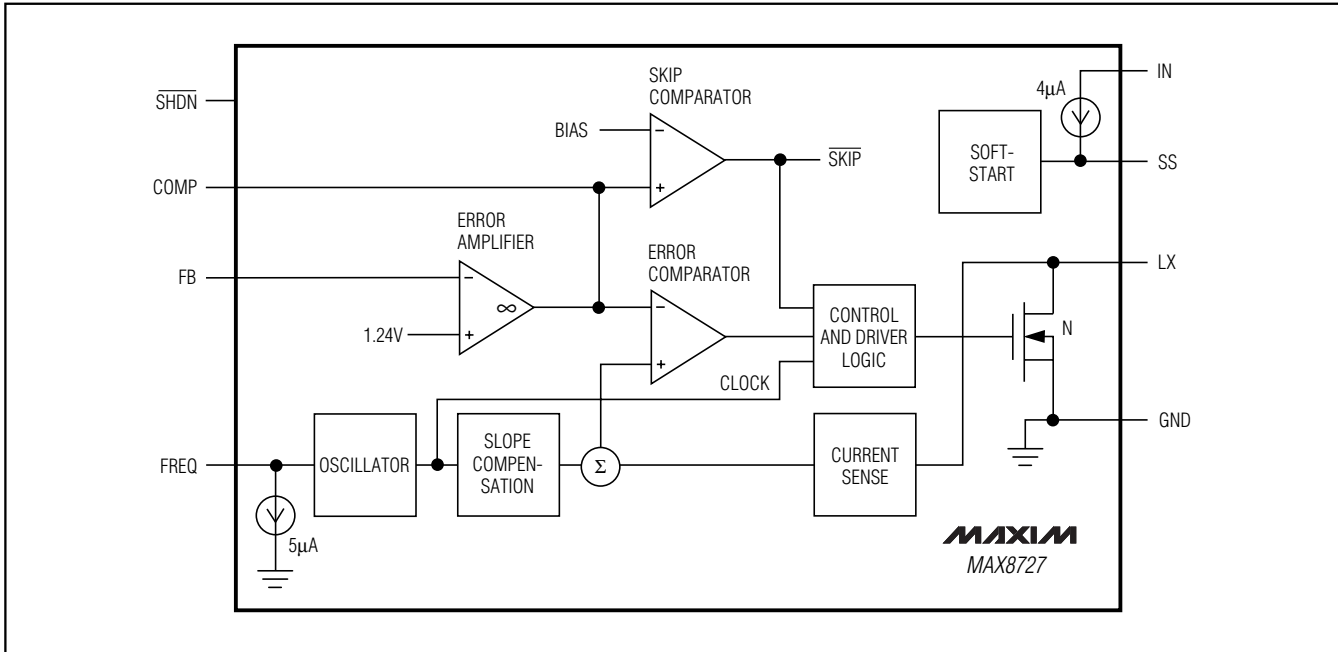 SKIP
COMPARATOR
IN
4μA
SHDN
BIAS
−
SKIP
SOFT-
START
SS
COMP
+
ERROR
AMPLIFIER
ERROR
COMPARATOR
LX
FB
−
∞
−
1.24V
+
CONTROL
AND DRIVER
LOGIC
N
+
CLOCK
GND
FREQ
OSCILLATOR
SLOPE
COMPEN-
SATION
Σ
CURRENT
SENSE
5μA
MAXIM
MAX8727